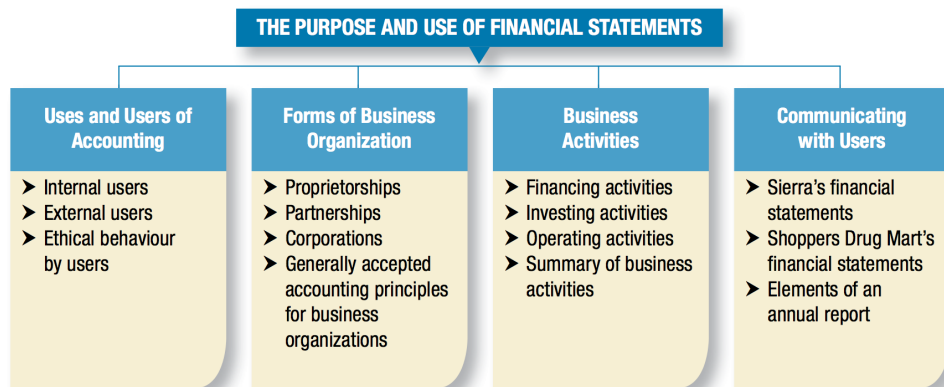 THE PURPOSE AND USE OF FINANCIAL STATEMENTS
Uses and Users of
Accounting
➤ Internal users
➤ External users
➤ Ethical behaviour
by users
Forms of Business
Organization
➤ Proprietorships
➤ Partnerships
➤ Corporations
➤ Generally accepted
accounting principles
for business
organizations
Business
Activities
➤ Financing activities
➤ Investing activities
➤ Operating activities
➤ Summary of business
activities
Communicating
with Users
➤ Sierra’s financial
statements
➤ Shoppers Drug Mart’s
financial statements
➤ Elements of an
annual report